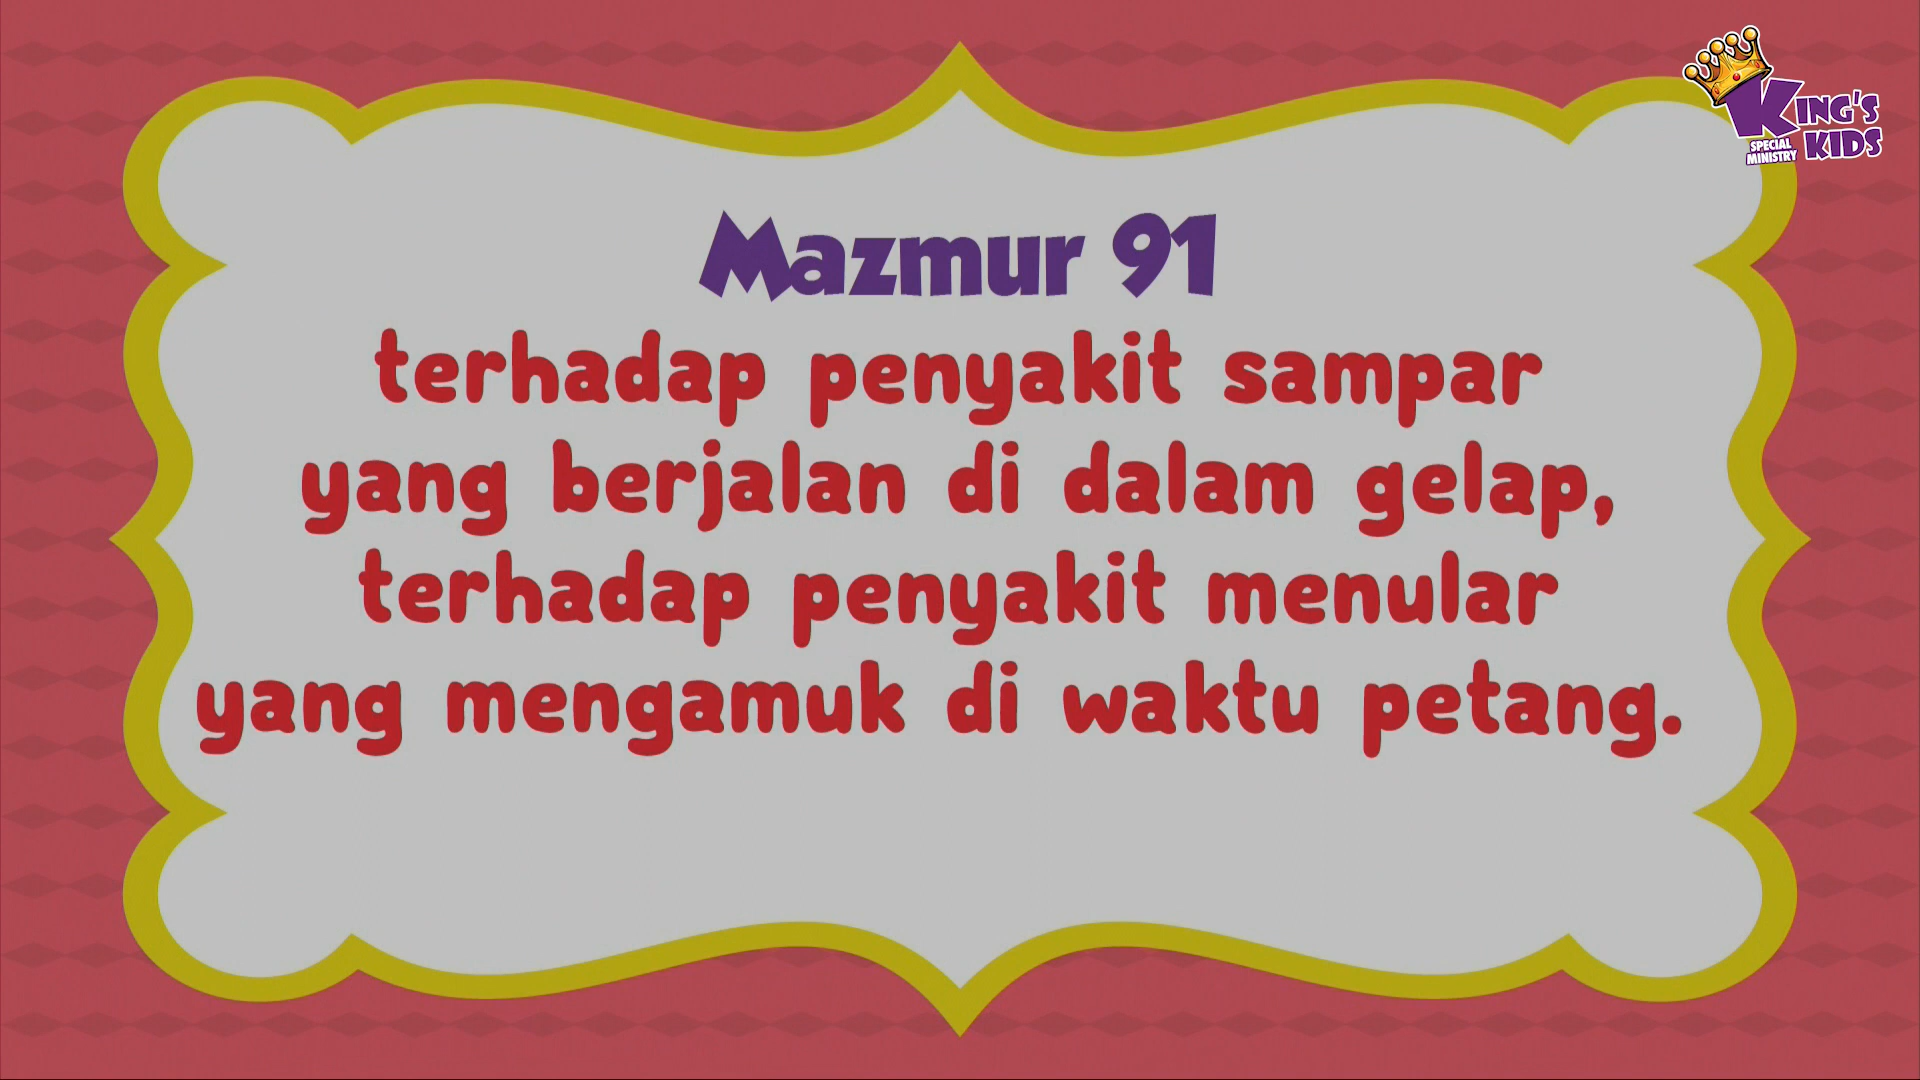 KING'S
KIDS
SPECIAL
MINISTRY
Mazmur 91
terhadap penyakit sampar
yang berjalan di dalam gelap,
terhadap penyakit menular
yang mengamuk di waktu petang.